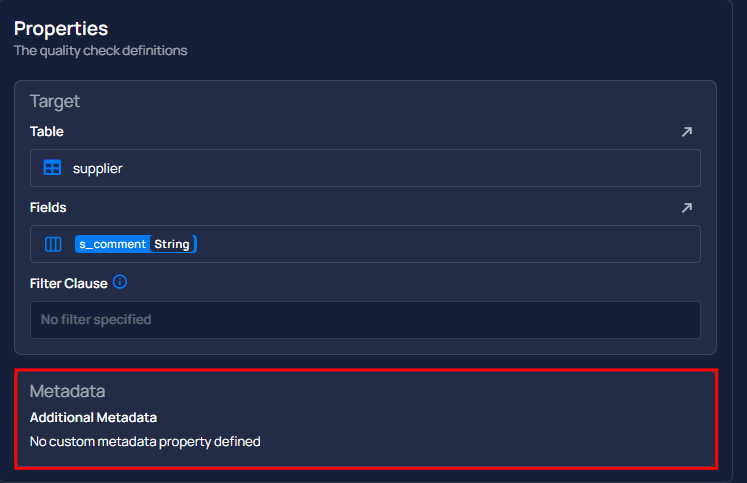 Properties
The quality check definitions
Target
Table
supplier
Fields
s_comment String
Filter Clause
No filter specified
Metadata
Additional Metadata
No custom metadata property defined